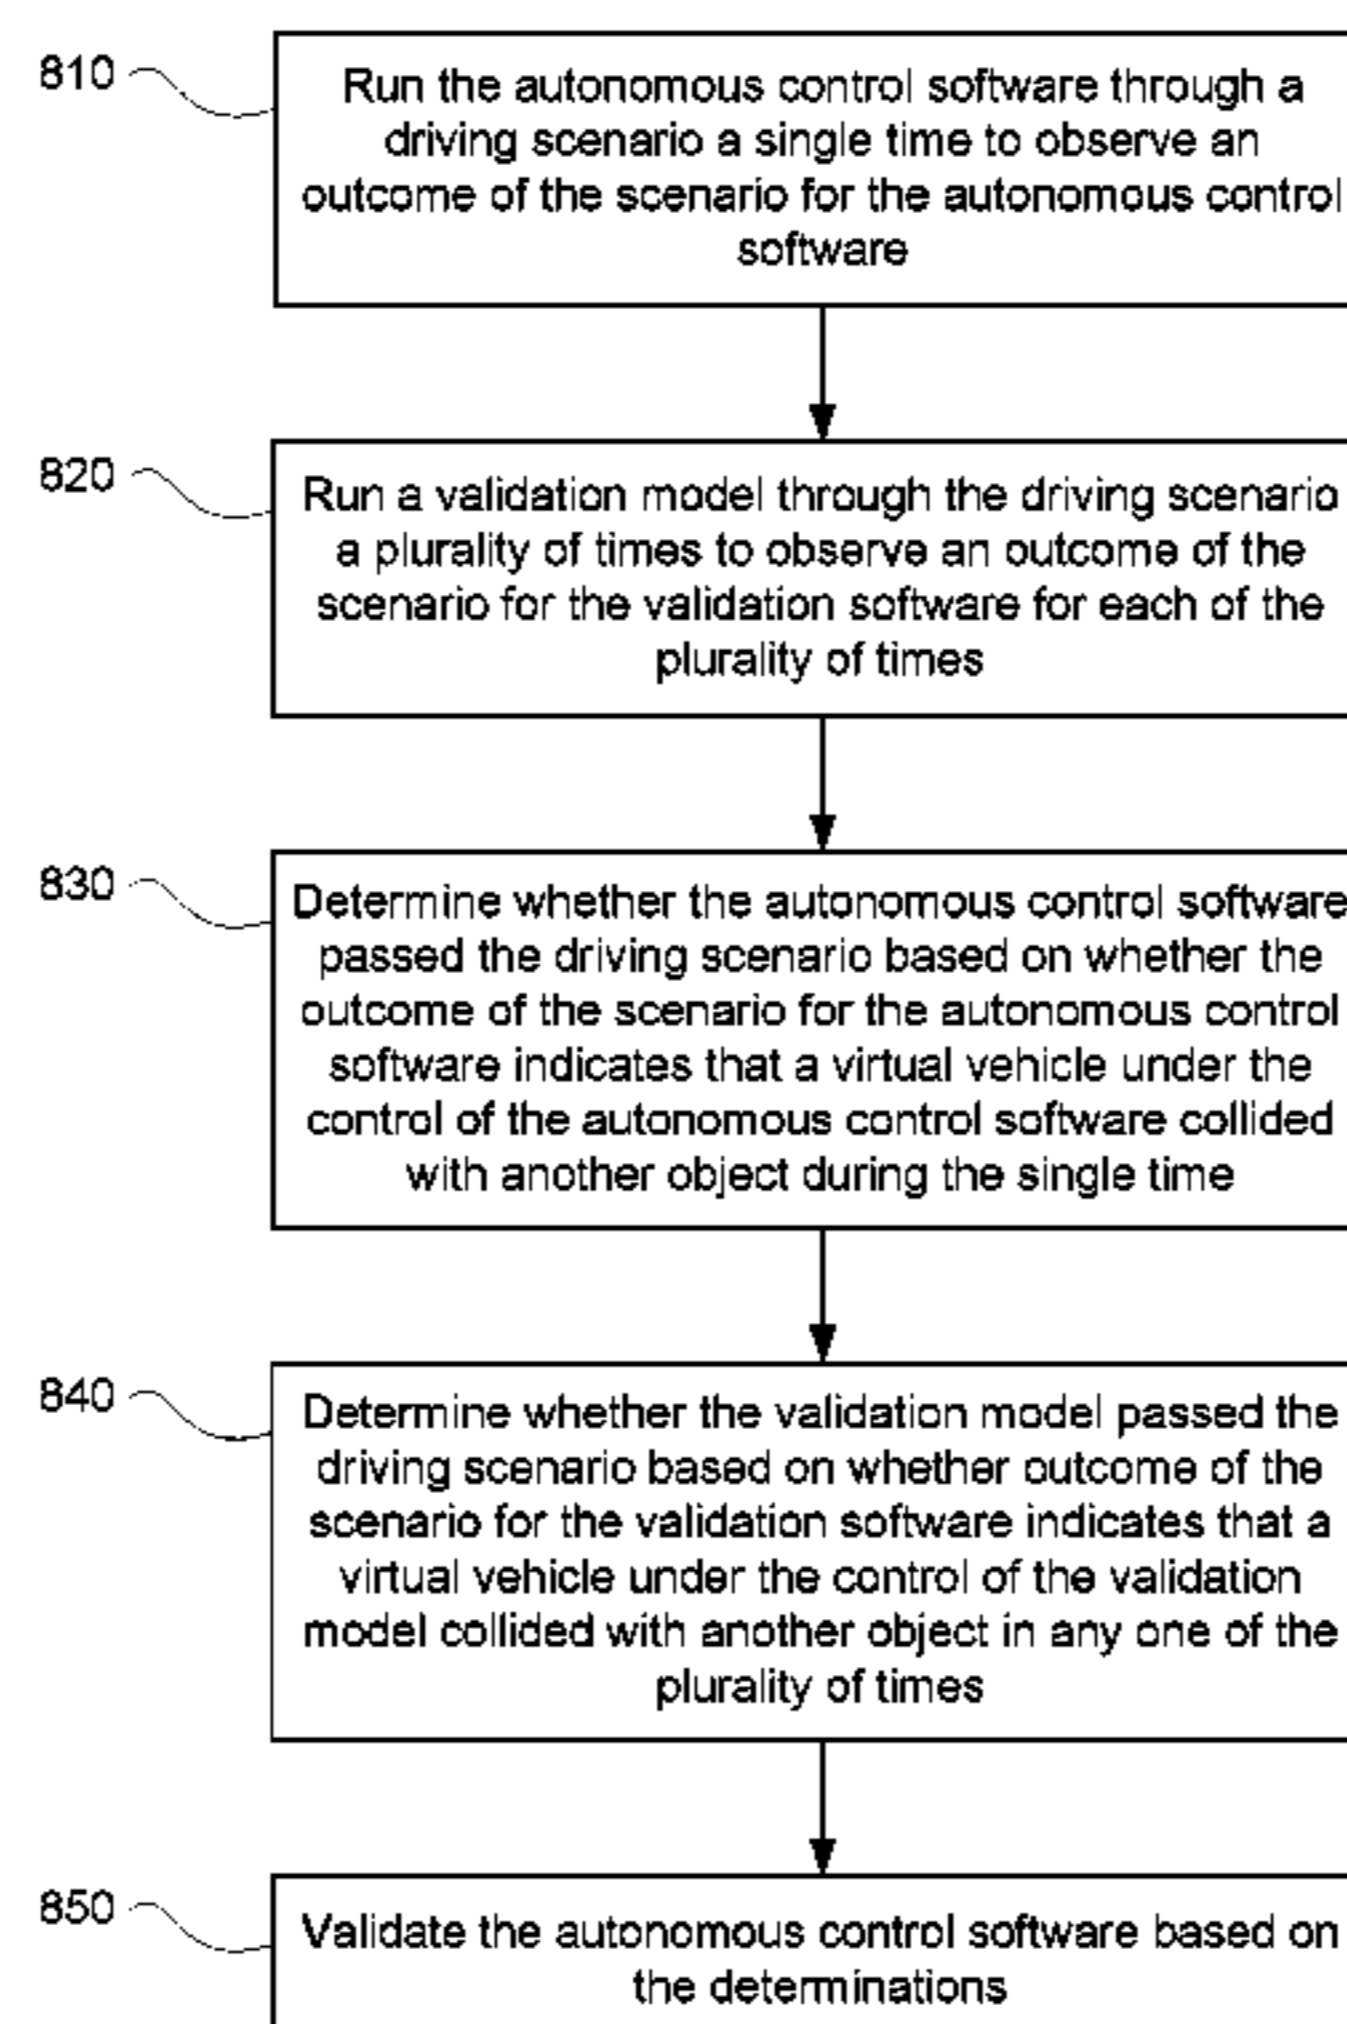 810
Run the autonomous control software through a
driving scenario a single time to observe an
outcome of the scenario for the autonomous control
software
820
Run a validation model through the driving scenario
a plurality of times to observe an outcome of the
scenario for the validation software for each of the
plurality of times
830
Determine whether the autonomous control software
passed the driving scenario based on whether the
outcome of the scenario for the autonomous control
software indicates that a virtual vehicle under the
control of the autonomous control software collided
with another object during the single time
840
Determine whether the validation model passed the
driving scenario based on whether outcome of the
scenario for the validation software indicates that a
virtual vehicle under the control of the validation
model collided with another object in any one of the
plurality of times
850
Validate the autonomous control software based on
the determinations